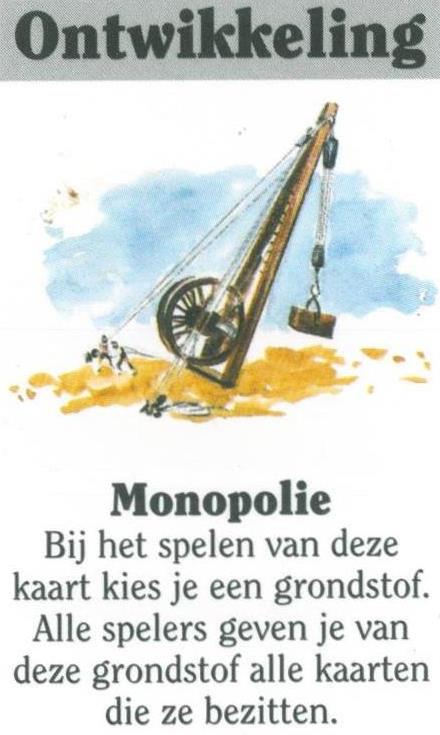 Ontwikkeling
Monopolie
Bij het spelen van deze
kaart kies je een grondstof.
Alle spelers geven je van
deze grondstof alle kaarten
die ze bezitten.